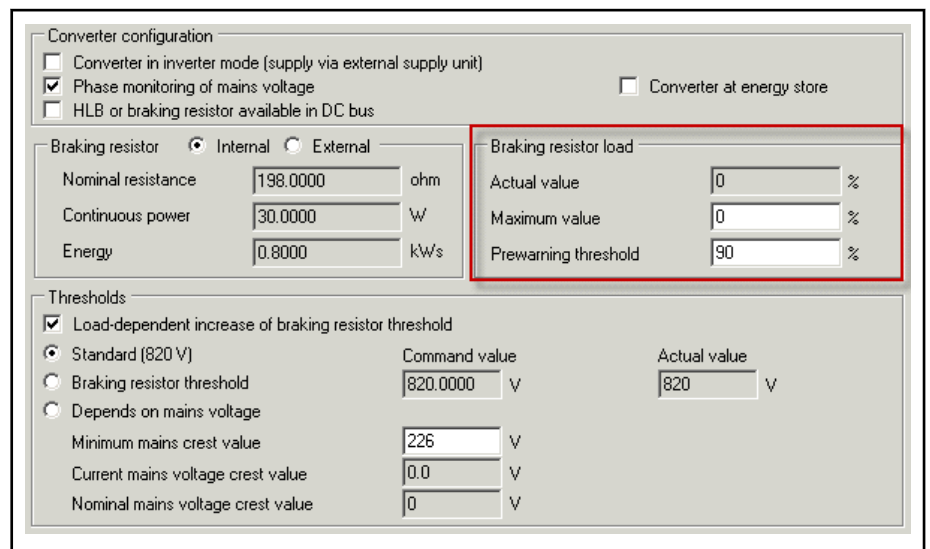 Converter configuration
Converter in inverter mode (supply via external supply unit)
Phase monitoring of mains voltage Converter at energy store
HLB or braking resistor available in DC bus
Braking resistor Internal External
Nominal resistance 198.0000 ohm
Continuous power 30.0000 W
Energy 0.8000 kWs
Braking resistor load
Actual value 0 %
Maximum value 0 %
Prewarning threshold 90 %
Thresholds
Load-dependent increase of braking resistor threshold
Standard (820 V) Command value Actual value
Braking resistor threshold 820.0000 V 820 V
Depends on mains voltage
Minimum mains crest value 226 V
Current mains voltage crest value 0.0 V
Nominal mains voltage crest value 0 V